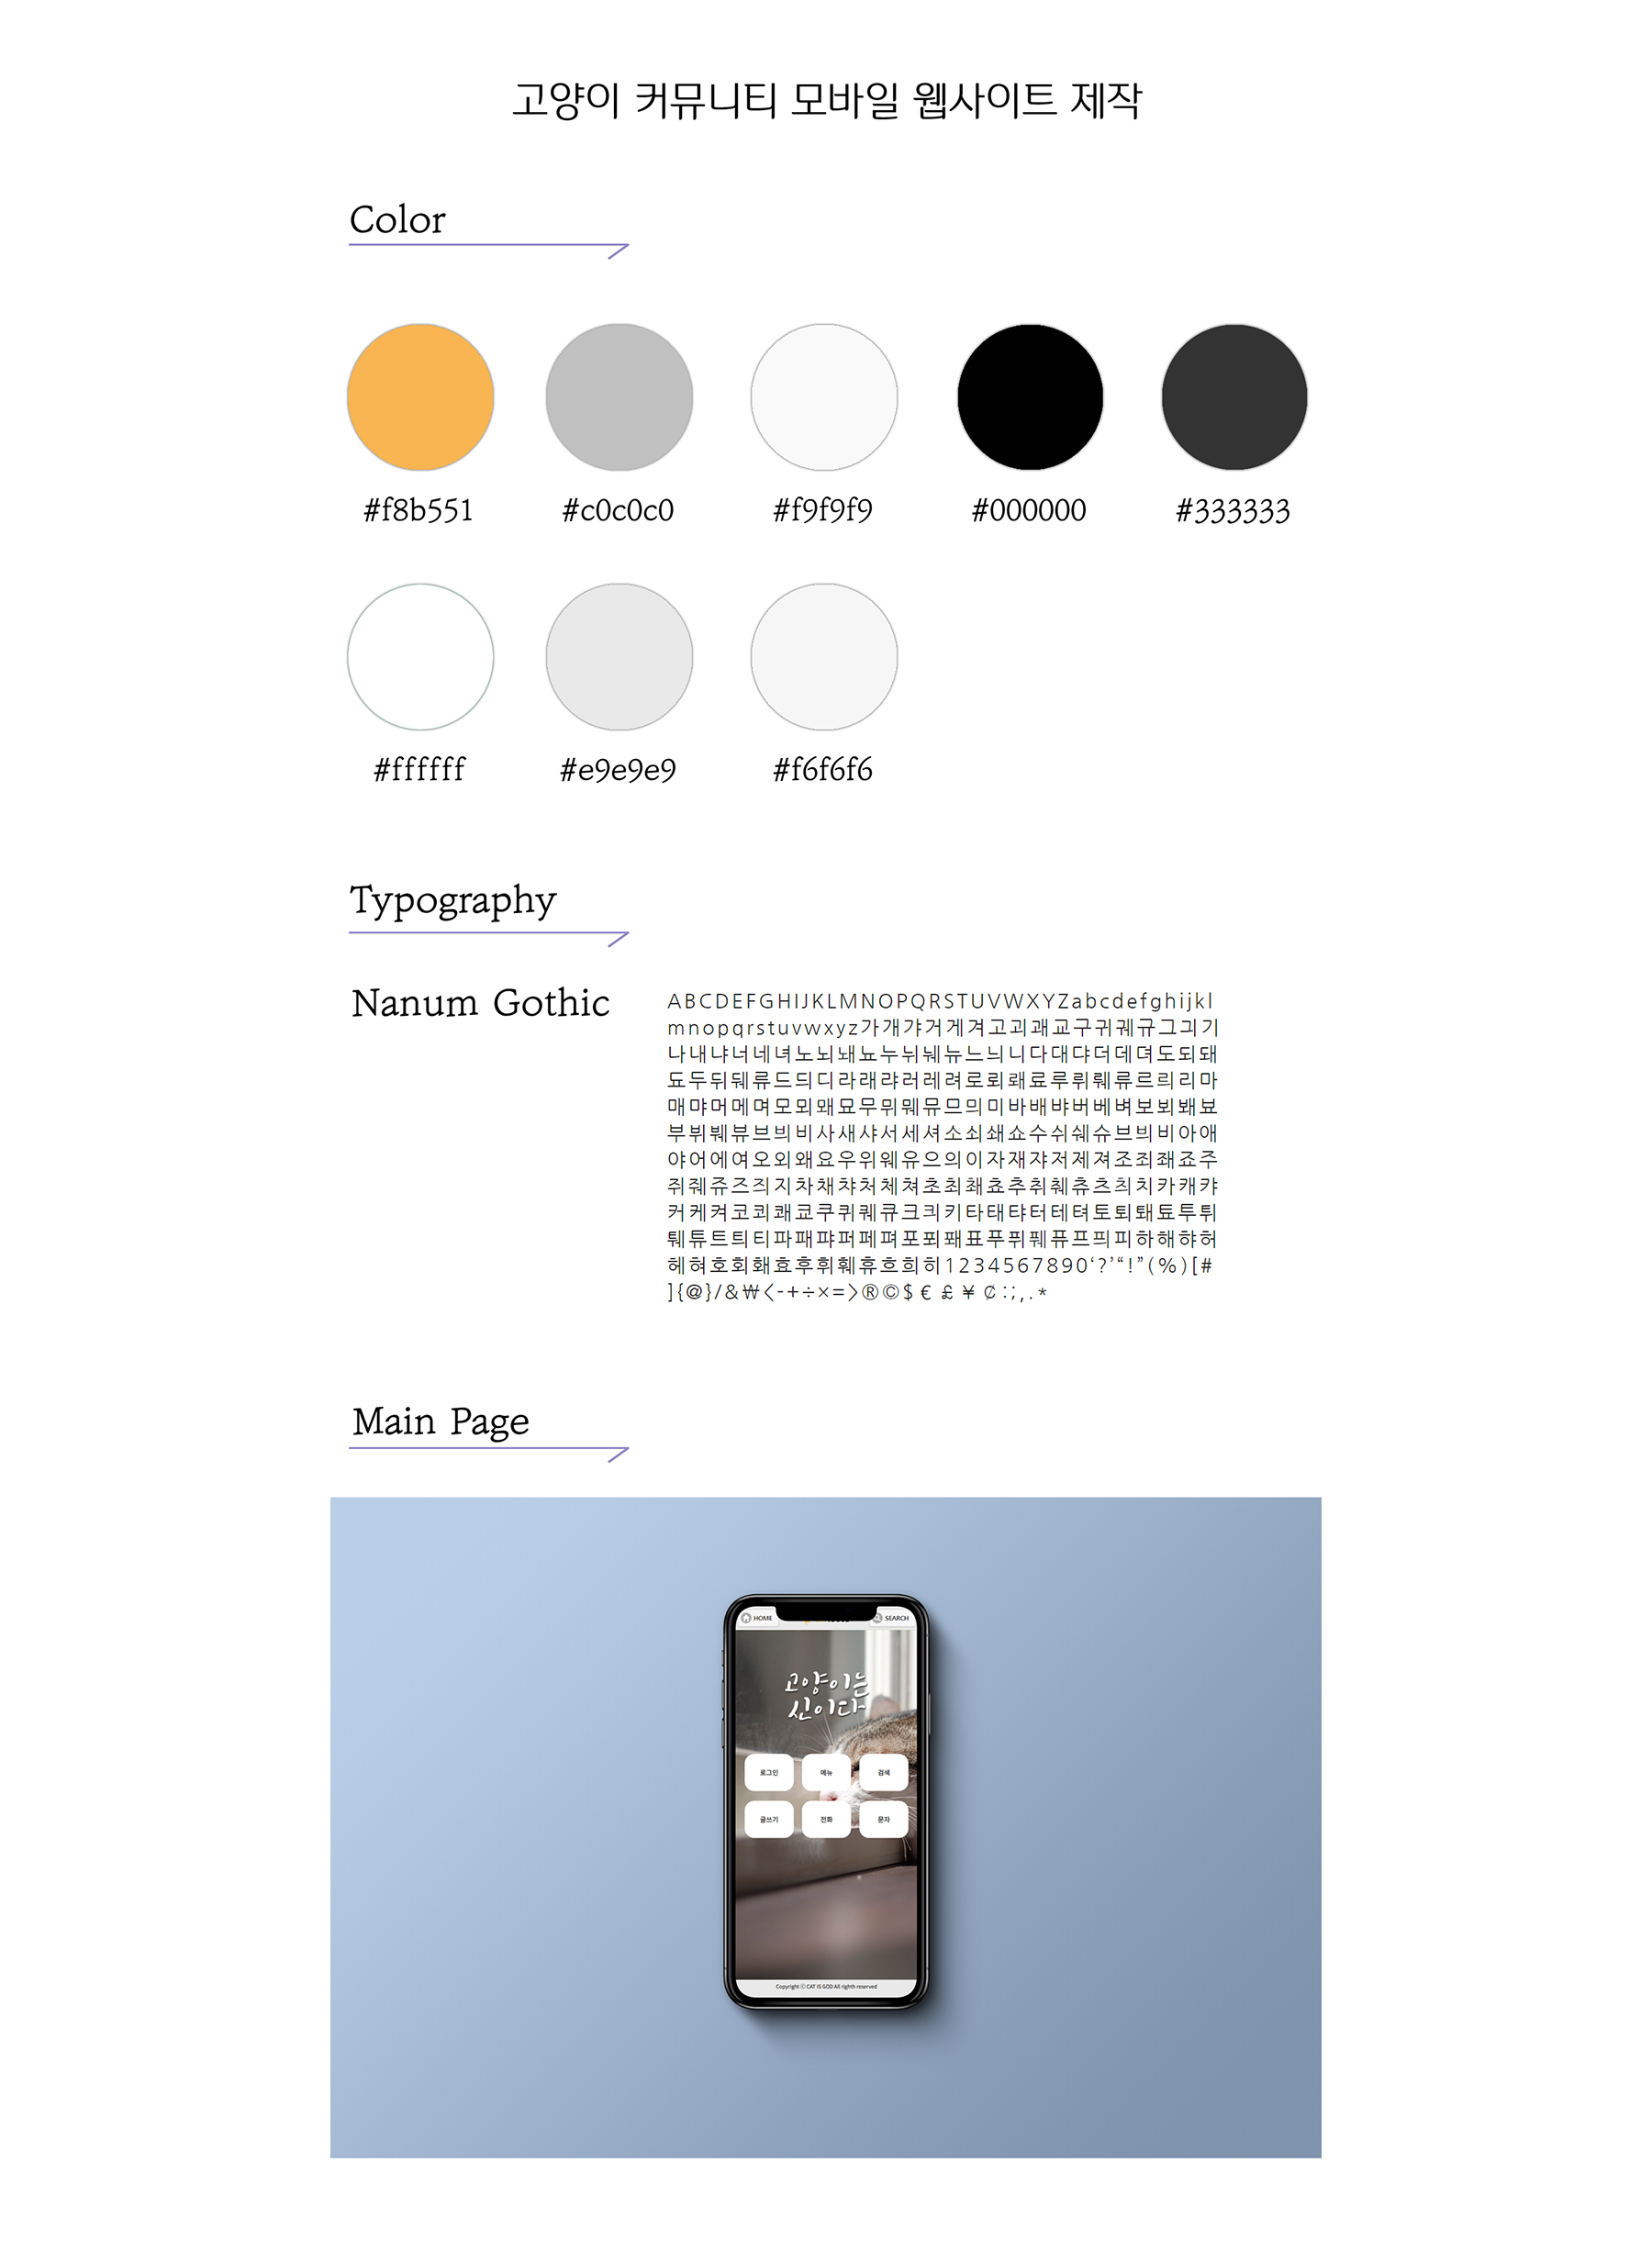 고양이 커뮤니티 모바일 웹사이트 제작
Color
#f8b551
#c0c0c0
#f9f9f9
#000000
#333333
#ffffff
#e9e9e9
#f6f6f6
Typography
Nanum Gothic
ABCDEFGHIJKLMNOPQRSTUVWXYZabcdefghijkl
mnopqrstuvwxyz가개갸거게겨고괴괘교구귀궤규그긔기
나내냐너네녀노뇌놰뇨누뉘눼뉴느늬니다대댜더데뎌도되돼
됴두뒤뒈류드듸디라래랴러레려로뢰뢔료루뤼뤠류르릐리마
매먀머메며모뫼뫠묘무뮈뭬뮤므믜미바배뱌버베벼보뵈봬뵤
부뷔붸뷰브븨비사새샤서세셔소쇠쇄쇼수쉬쉐슈브븨비아애
야어에여오외왜요우위웨유으의이자재쟈저제져조죄좨죠주
쥐줴쥬즈즤지차채챠처체쳐초최쵀쵸추취췌츄츠츼치카캐캬
커케켜코쾨쾌쿄쿠퀴퀘큐크킈키타태탸터테텨토퇴퇘툐투튀
퉤튜트틔티파패퍄퍼페펴포푀퐤표푸퓌풰퓨프픠피하해햐허
헤혀호회홰효후휘훼휴흐희히1234567890‘?’“!”(%)[#
]{@}/&₩<-+÷×=>®©$€£¥¢:;,.*
Main Page
HOME
SEARCH
고양이는
신이다
로그인 메뉴 검색
글쓰기 전화 문자
Copyright ⓒ CAT IS GOD All rigth reserved